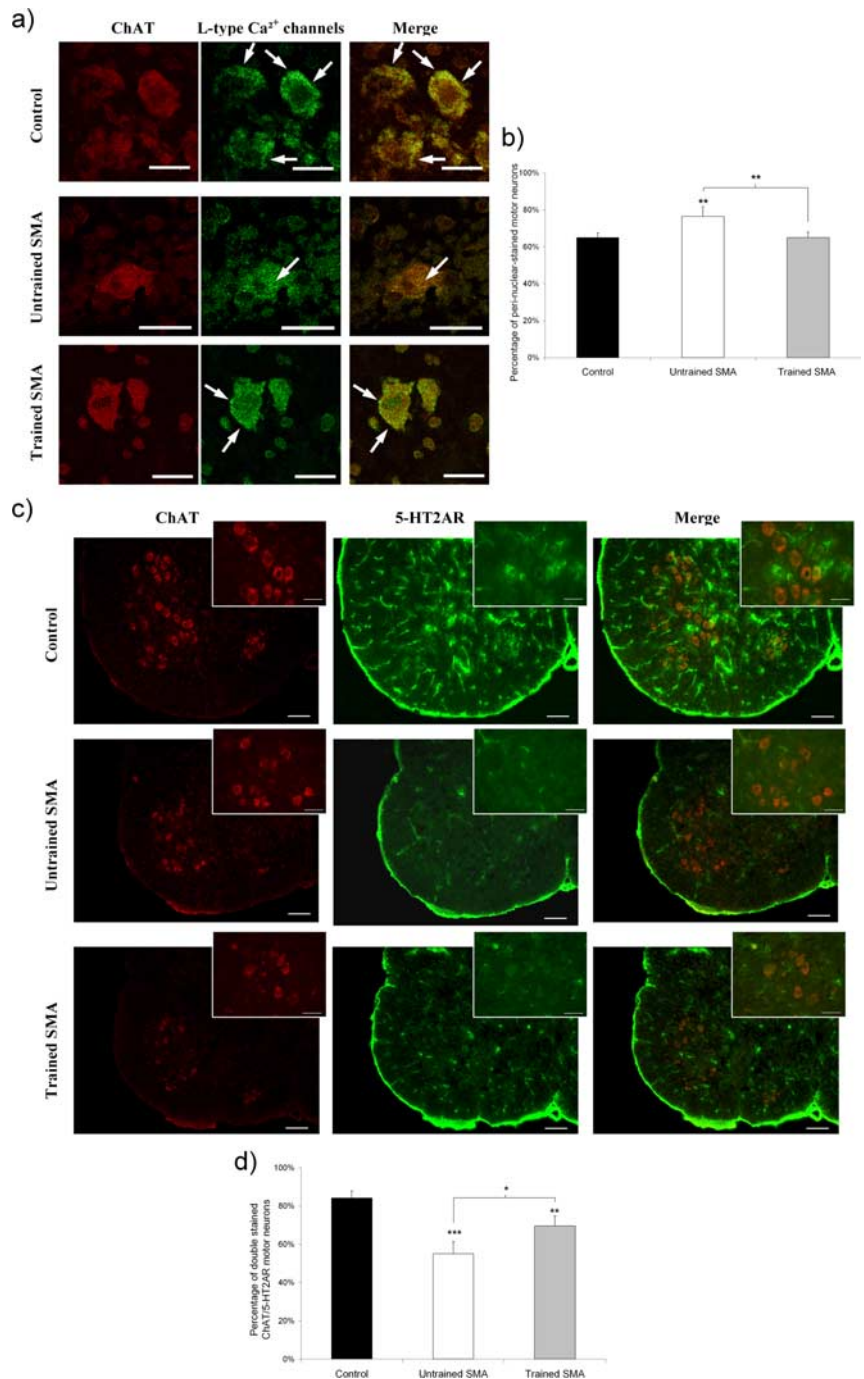 a)
ChAT L-type Ca²⁺ channels Merge
Control
Untrained SMA
Trained SMA
b)
Percentage of peri-nuclear-stained motor neurons
100%
80%
60%
40%
20%
0%
**
**
Control Untrained SMA Trained SMA
c)
ChAT 5-HT2AR Merge
Control
Untrained SMA
Trained SMA
d)
Percentage of double stained
ChAT/5-HT2AR motor neurons
100%
80%
60%
40%
20%
0%
*
***
**
Control Untrained SMA Trained SMA